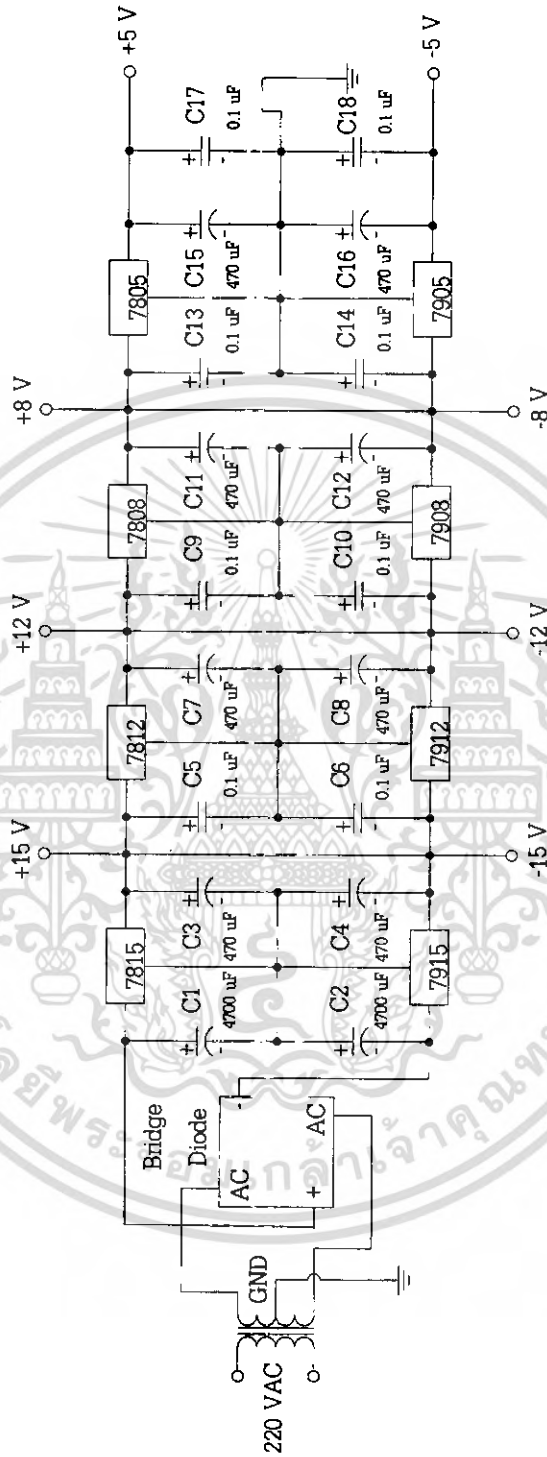 220 VAC
GND
Bridge
Diode
AC
AC
+
-
+15 V
+12 V
+8 V
+5 V
7815
7812
7808
7805
C1
4700 uF
C3
470 uF
C5
0.1 uF
C7
470 uF
C9
0.1 uF
C11
470 uF
C13
0.1 uF
C15
470 uF
C17
0.1 uF
C2
4700 uF
C4
470 uF
C6
0.1 uF
C8
470 uF
C10
0.1 uF
C12
470 uF
C14
0.1 uF
C16
470 uF
C18
0.1 uF
7915
7912
7908
7905
-15 V
-12 V
-8 V
-5 V